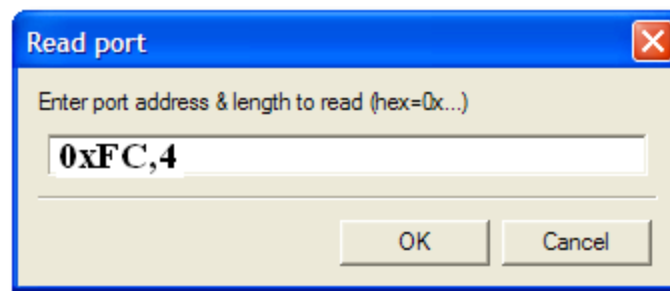 Read port
Enter port address & length to read (hex=0x...)
0xFC,4
OK
Cancel